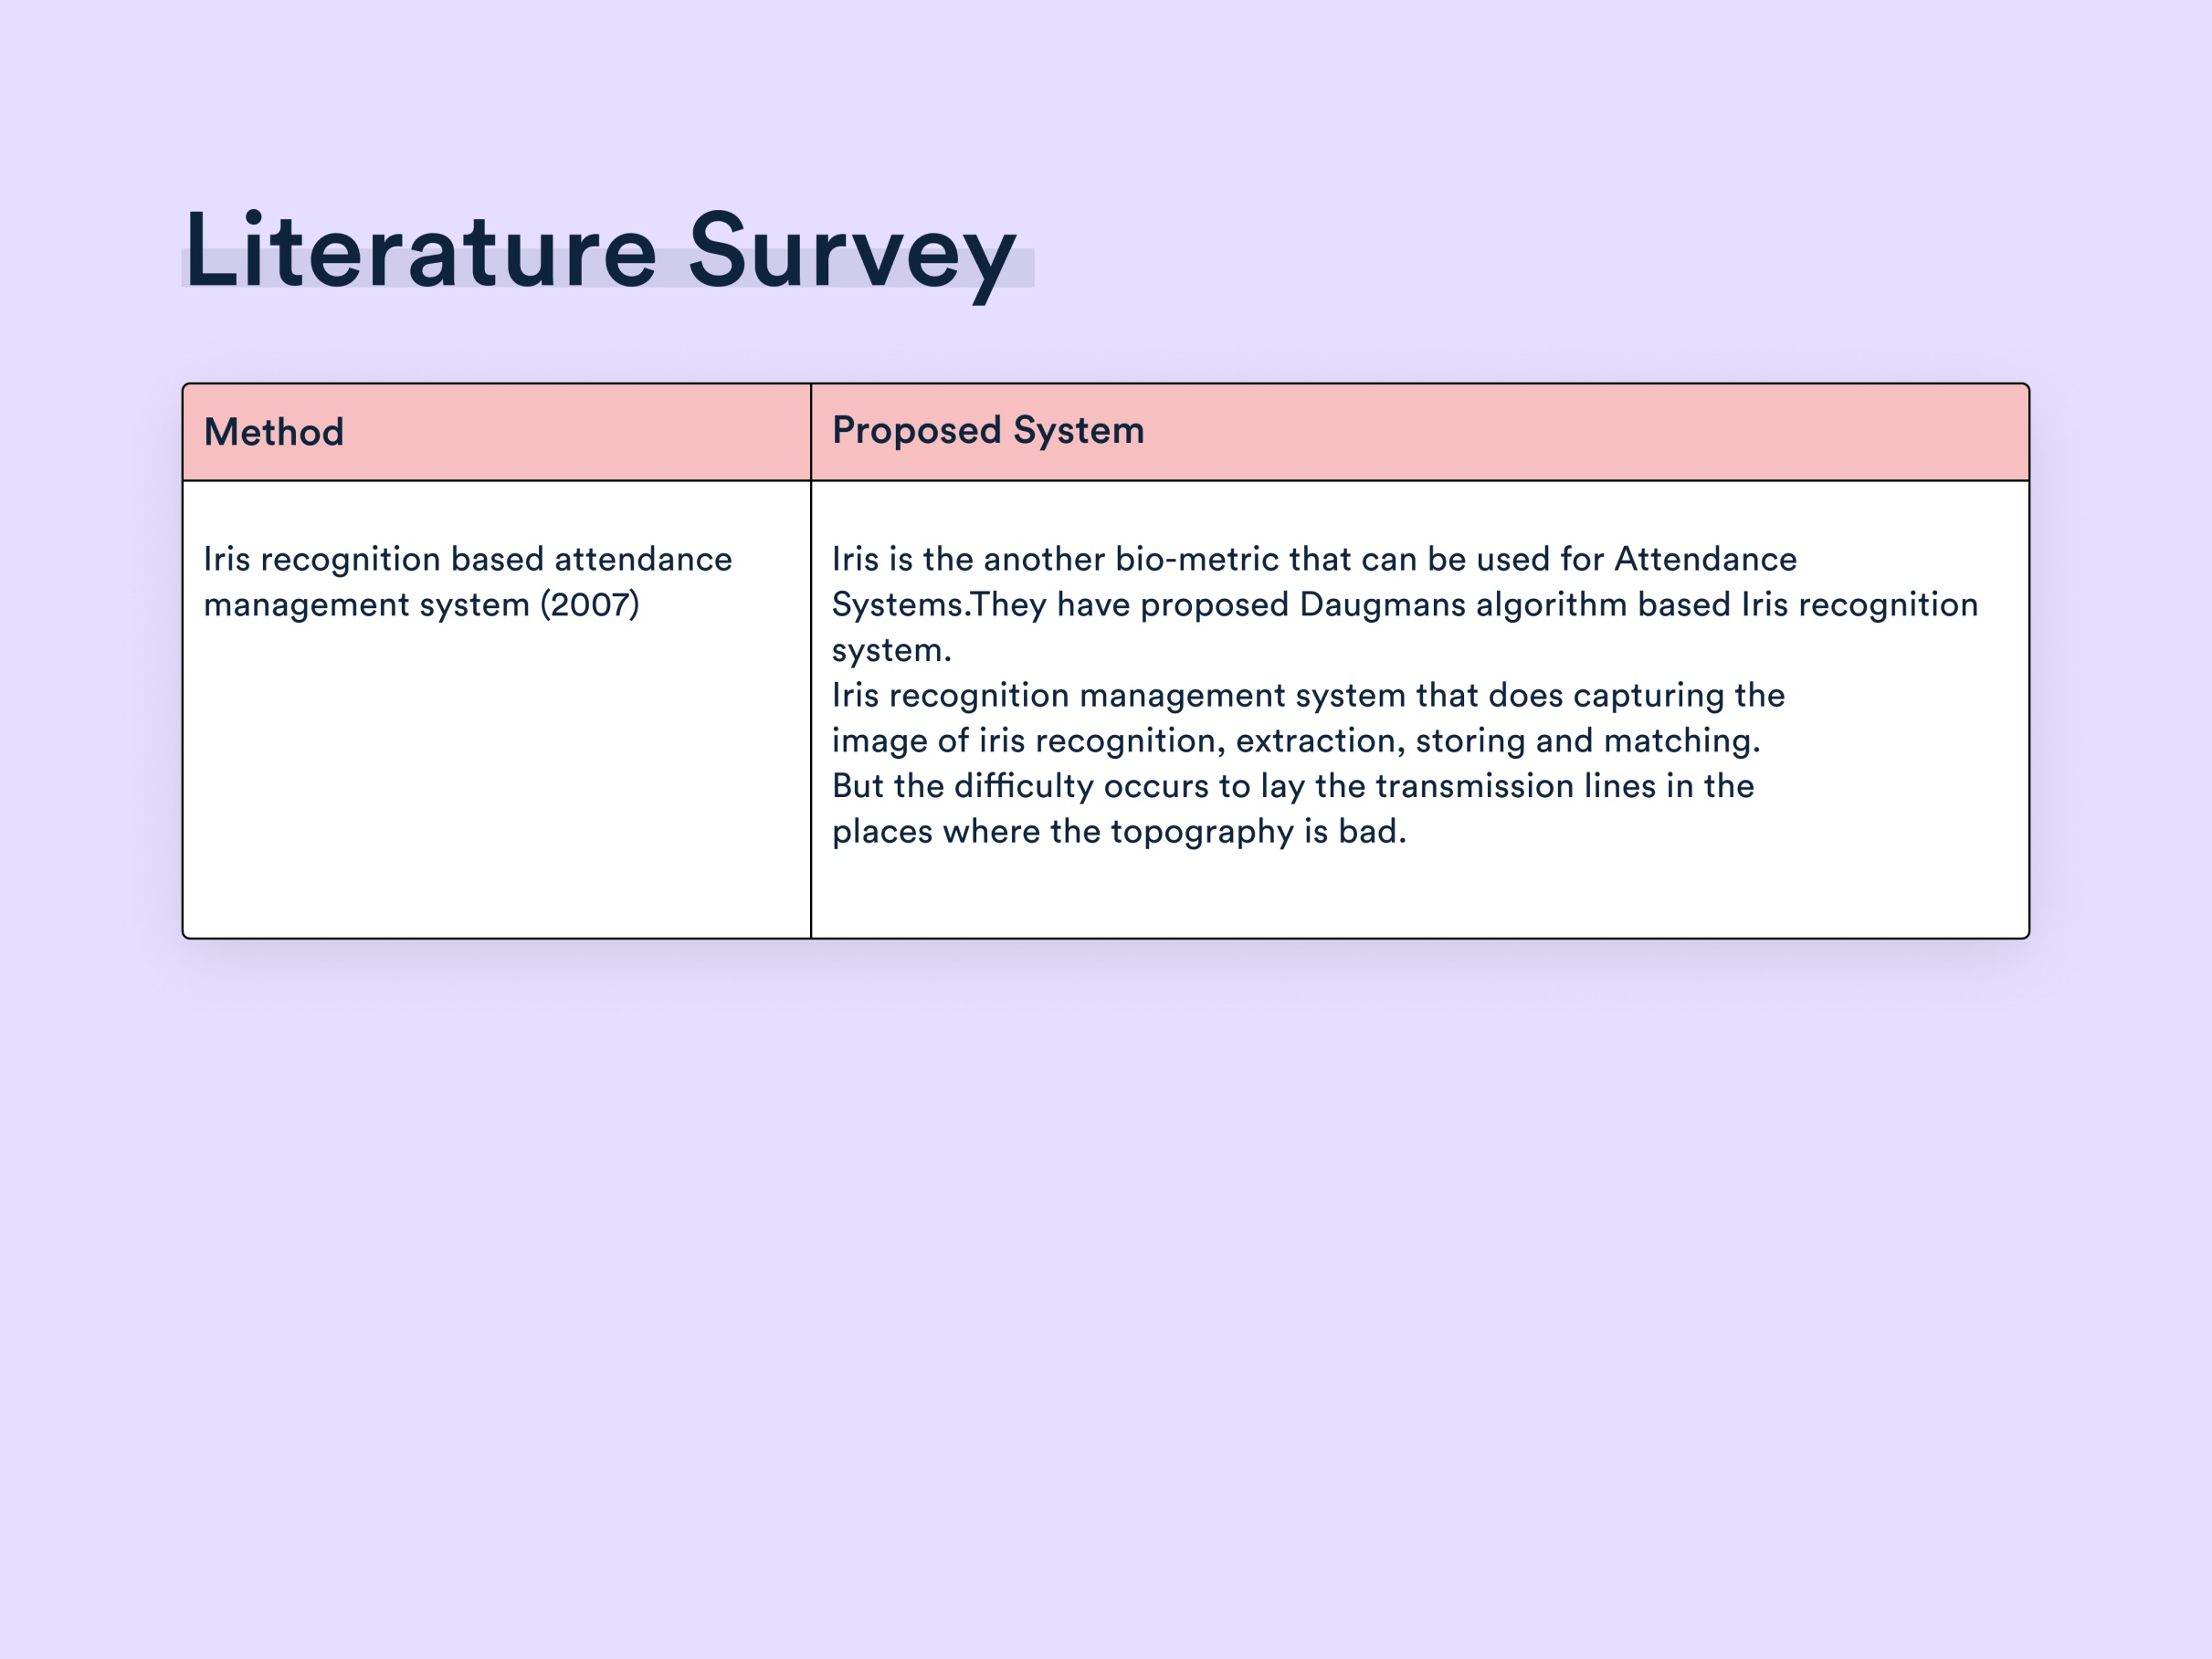 Literature Survey
Method
Proposed System
Iris recognition based attendance
management system (2007)
Iris is the another bio-metric that can be used for Attendance
Systems.They have proposed Daugmans algorithm based Iris recognition
system.
Iris recognition management system that does capturing the
image of iris recognition, extraction, storing and matching.
But the difficulty occurs to lay the transmission lines in the
places where the topography is bad.